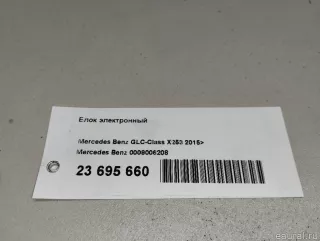 Блок электронный
Mercedes Benz GLC-Class X253 2015>
Mercedes Benz 0009006208
23 695 660